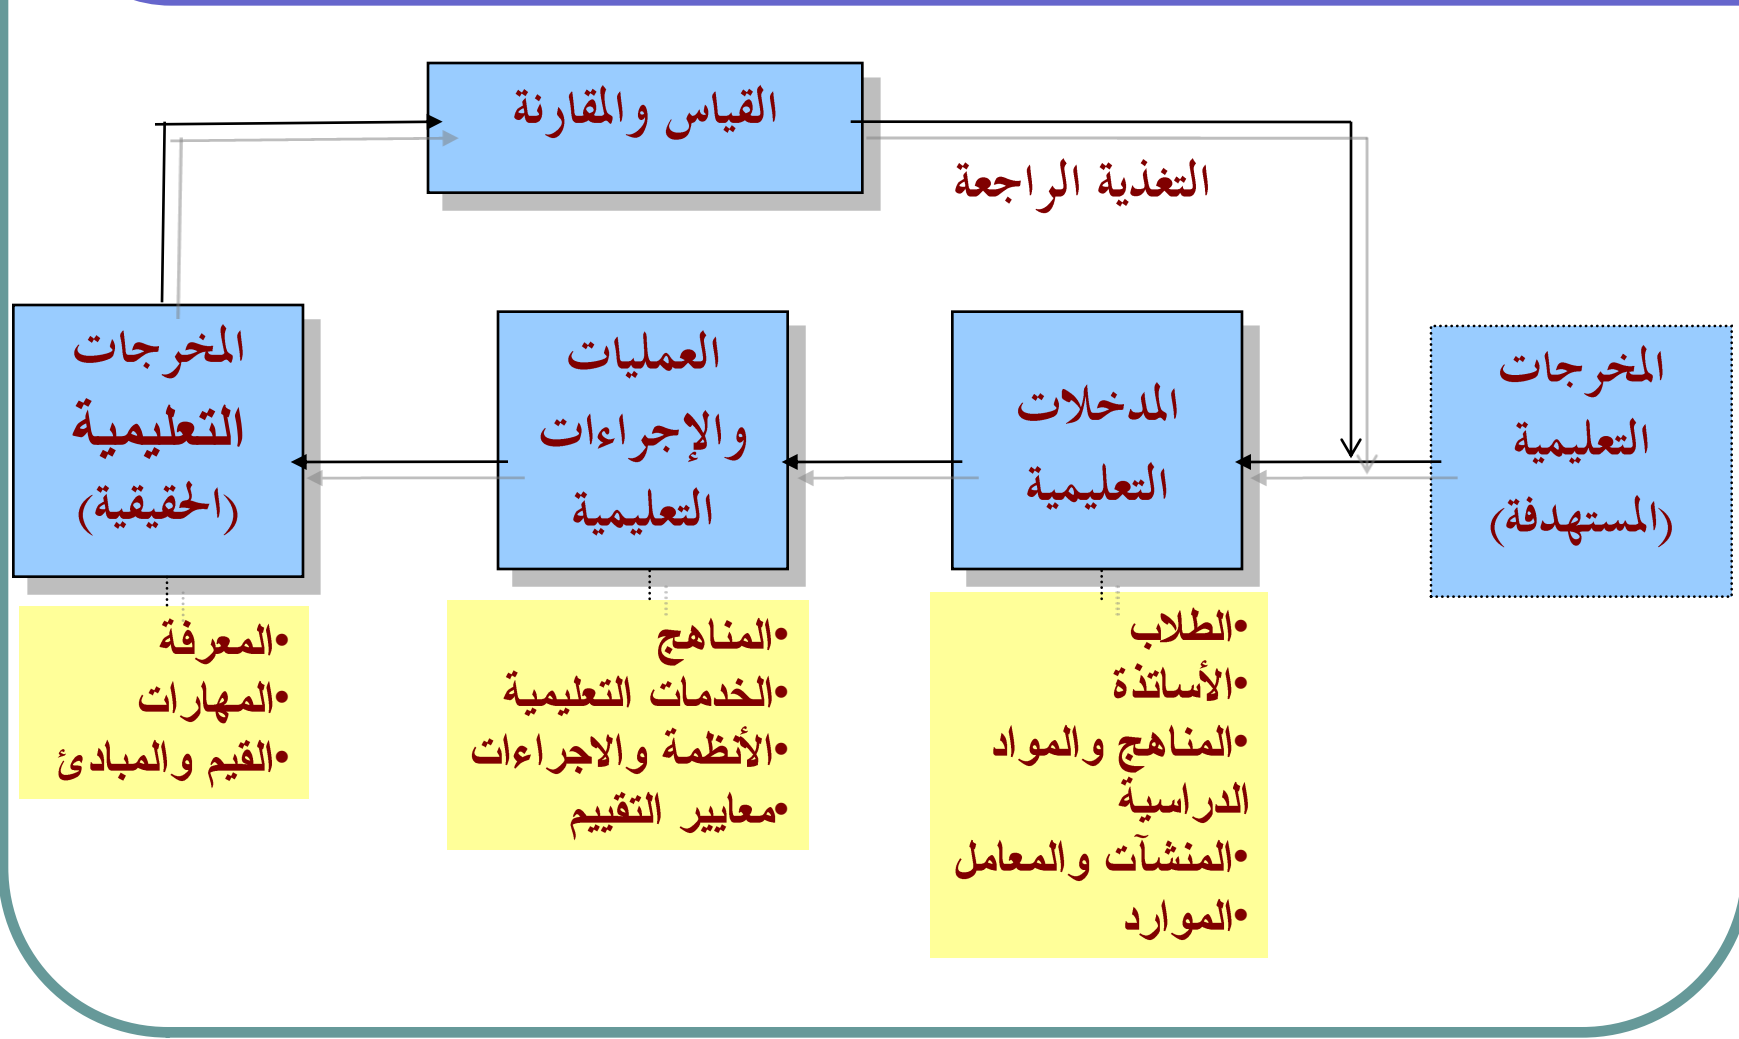 القياس والمقارنة
التغذية الراجعة
المخرجات
التعليمية
(المستهدفة)
المدخلات
التعليمية
العمليات
والإجراءات
التعليمية
المخرجات
التعليمية
(الحقيقية)
•الطلاب
•الأساتذة
•المناهج والمواد
الدراسية
•المنشآت والمعامل
•الموارد
•المناهج
•الخدمات التعليمية
•الأنظمة والاجراءات
•معايير التقييم
•المعرفة
•المهارات
•القيم والمبادئ